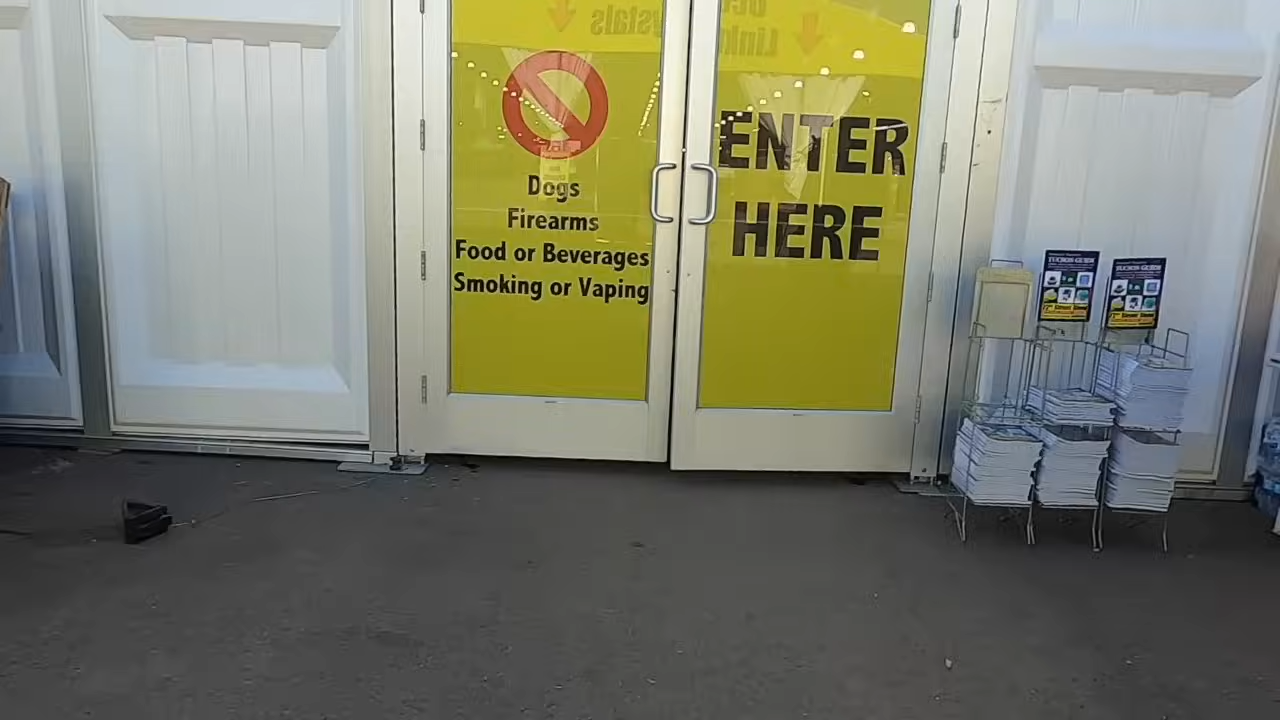 Dogs
Firearms
Food or Beverages
Smoking or Vaping
ENTER
HERE
TUCSON GUIDE
TUCSON GUIDE